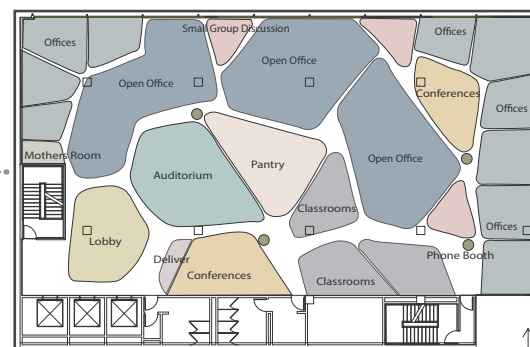 Small Group Discussion
Offices
Offices
Open Office
Open Office
Conferences
Offices
Mothers Room
Auditorium
Pantry
Open Office
Classrooms
Lobby
Offices
Deliver
Phone Booth
Conferences
Classrooms